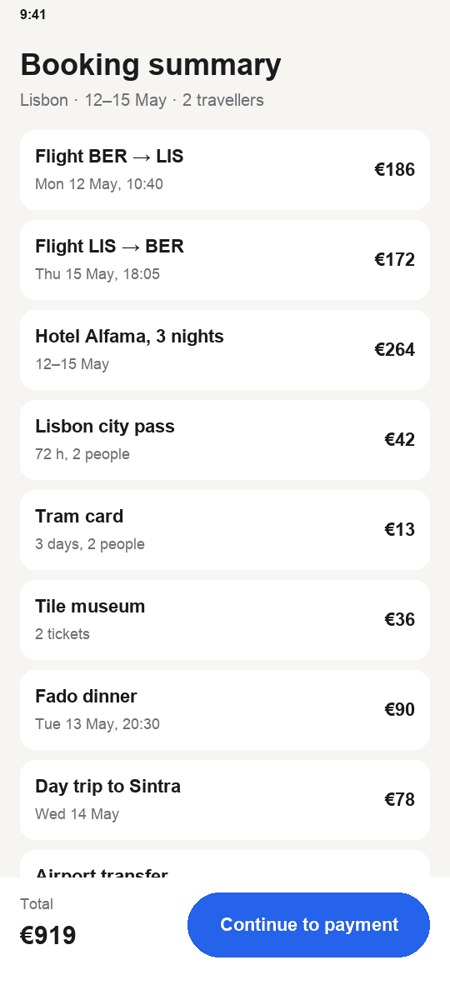 9:41
Booking summary
Lisbon · 12–15 May · 2 travellers
Flight BER → LIS
Mon 12 May, 10:40
€186
Flight LIS → BER
Thu 15 May, 18:05
€172
Hotel Alfama, 3 nights
12–15 May
€264
Lisbon city pass
72 h, 2 people
€42
Tram card
3 days, 2 people
€13
Tile museum
2 tickets
€36
Fado dinner
Tue 13 May, 20:30
€90
Day trip to Sintra
Wed 14 May
€78
Airport transfer
Total
€919
Continue to payment